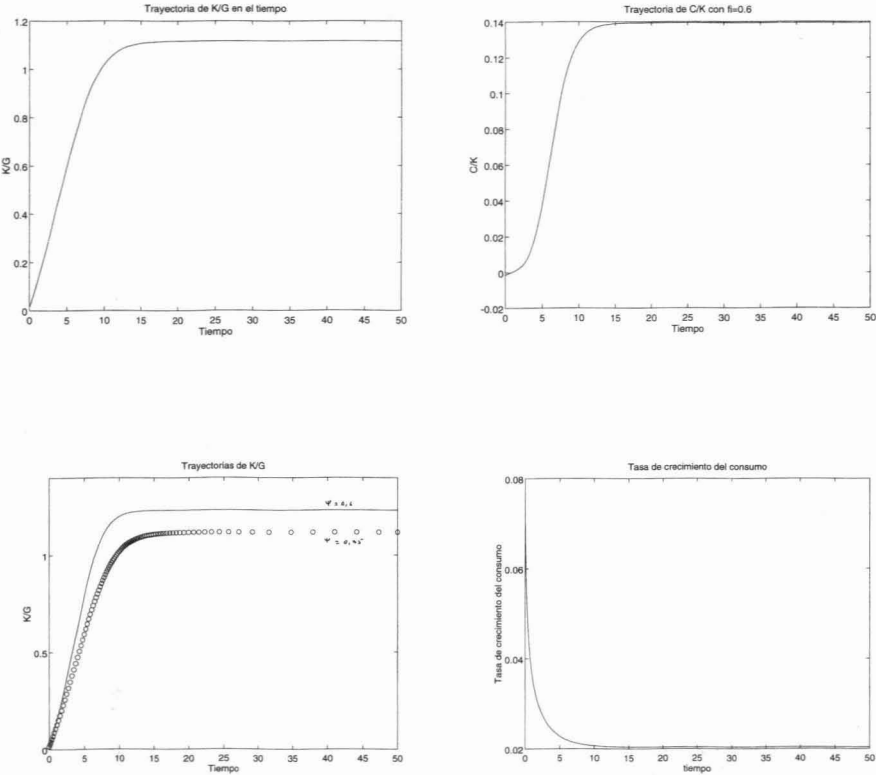 Trayectoria de K/G en el tiempo
1.2
1
0.8
0.6
0.4
0.2
0
K/G
0 5 10 15 20 25 30 35 40 45 50
Tiempo
Trayectoria de C/K con fi=0.6
0.14
0.12
0.1
0.08
0.06
0.04
0.02
0
-0.02
C/K
0 5 10 15 20 25 30 35 40 45 50
Tiempo
Trayectorias de K/G
1
0.5
0
K/G
Ψ = 0,6
Ψ = 0,45
0 5 10 15 20 25 30 35 40 45 50
Tiempo
Tasa de crecimiento del consumo
0.08
0.06
0.04
0.02
Tasa de crecimiento del consumo
0 5 10 15 20 25 30 35 40 45 50
tiempo